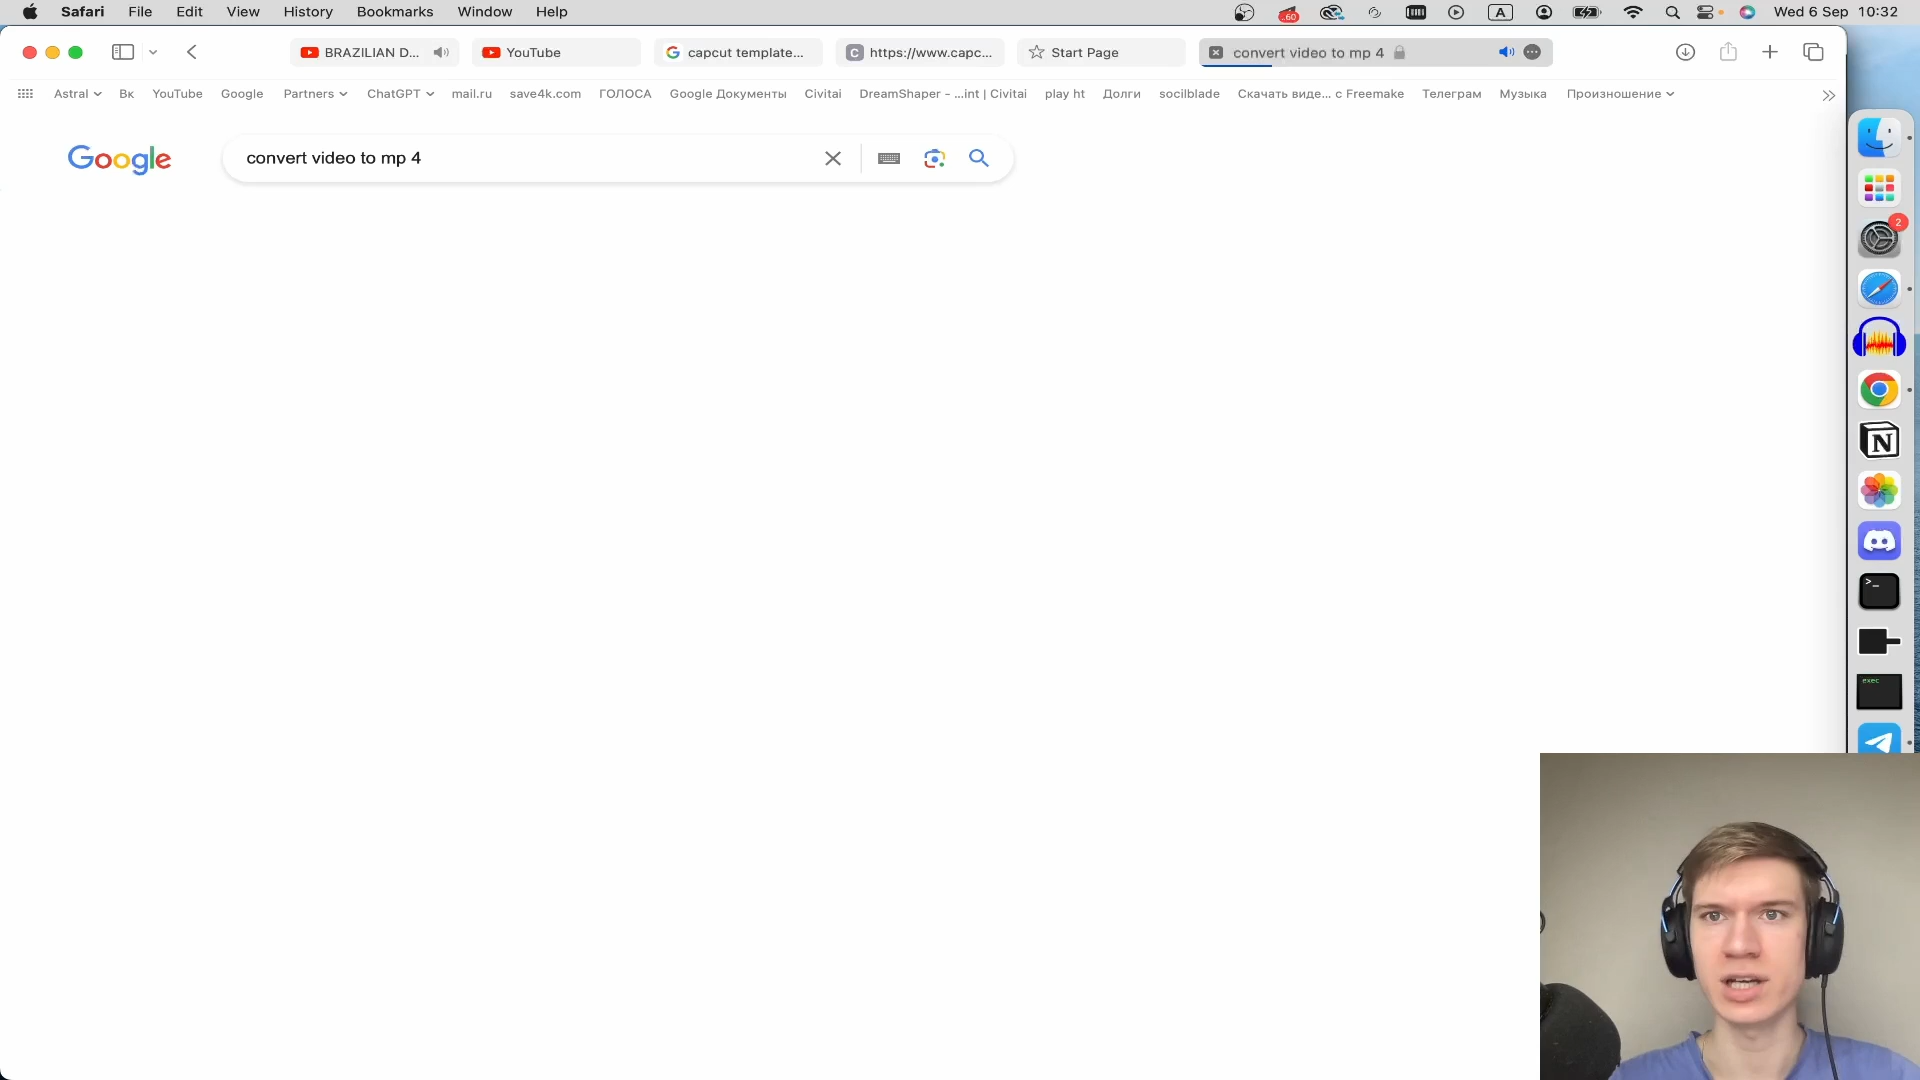 Safari File Edit View History Bookmarks Window Help
.60
A
Wed 6 Sep 10:32
BRAZILIAN D...
YouTube
capcut template...
C https://www.capc...
Start Page
convert video to mp 4
Astral
Вк
YouTube
Google
Partners
ChatGPT
mail.ru
save4k.com
ГОЛОСА
Google Документы
Civitai
DreamShaper - ...int | Civitai
play ht
Долги
socilblade
Скачать виде... с Freemake
Телеграм
Музыка
Произношение
Google
convert video to mp 4
2
N
>_
exec